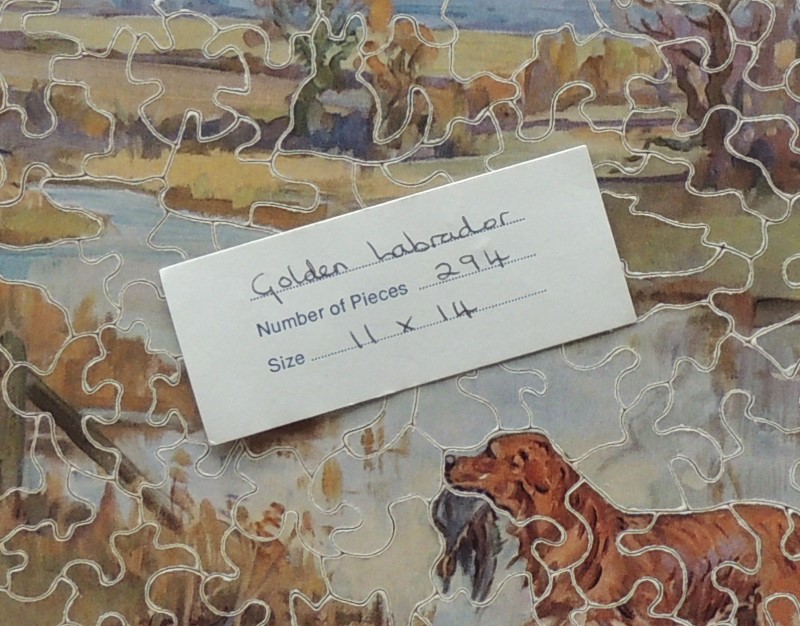 Golden Labrador
Number of Pieces 294
Size 11 x 14